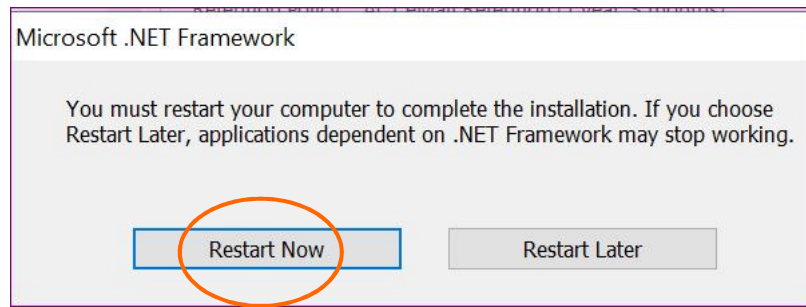 Microsoft .NET Framework
You must restart your computer to complete the installation. If you choose
Restart Later, applications dependent on .NET Framework may stop working.
Restart Now Restart Later